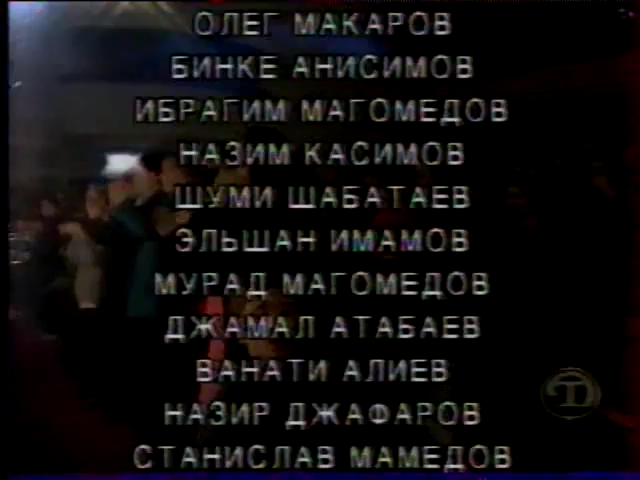 ОЛЕГ МАКАРОВ
БИНКЕ АНИСИМОВ
ИБРАГИМ МАГОМЕДОВ
НАЗИМ КАСИМОВ
ШУМИ ШАБАТАЕВ
ЭЛЬШАН ИМАМОВ
МУРАД МАГОМЕДОВ
ДЖАМАЛ АТАБАЕВ
ВАНАТИ АЛИЕВ
НАЗИР ДЖАФАРОВ
СТАНИСЛАВ МАМЕДОВ